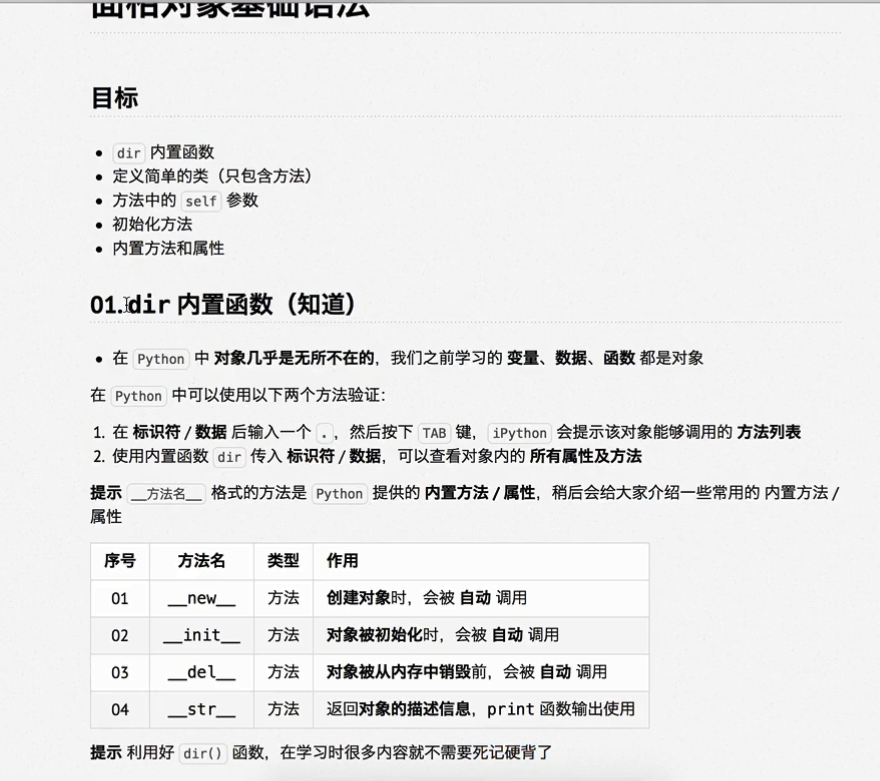 面相对象基础语法
目标
• dir 内置函数
• 定义简单的类（只包含方法）
• 方法中的 self 参数
• 初始化方法
• 内置方法和属性
01.dir 内置函数（知道）
• 在 Python 中 对象几乎是无所不在的，我们之前学习的 变量、数据、函数 都是对象
在 Python 中可以使用以下两个方法验证：
1. 在 标识符 / 数据 后输入一个 .，然后按下 TAB 键，iPython 会提示该对象能够调用的 方法列表
2. 使用内置函数 dir 传入 标识符 / 数据，可以查看对象内的 所有属性及方法
提示 __方法名__ 格式的方法是 Python 提供的 内置方法 / 属性，稍后会给大家介绍一些常用的 内置方法 /
属性
序号 方法名 类型 作用
01 __new__ 方法 创建对象时，会被 自动 调用
02 __init__ 方法 对象被初始化时，会被 自动 调用
03 __del__ 方法 对象被从内存中销毁前，会被 自动 调用
04 __str__ 方法 返回对象的描述信息，print 函数输出使用
提示 利用好 dir() 函数，在学习时很多内容就不需要死记硬背了